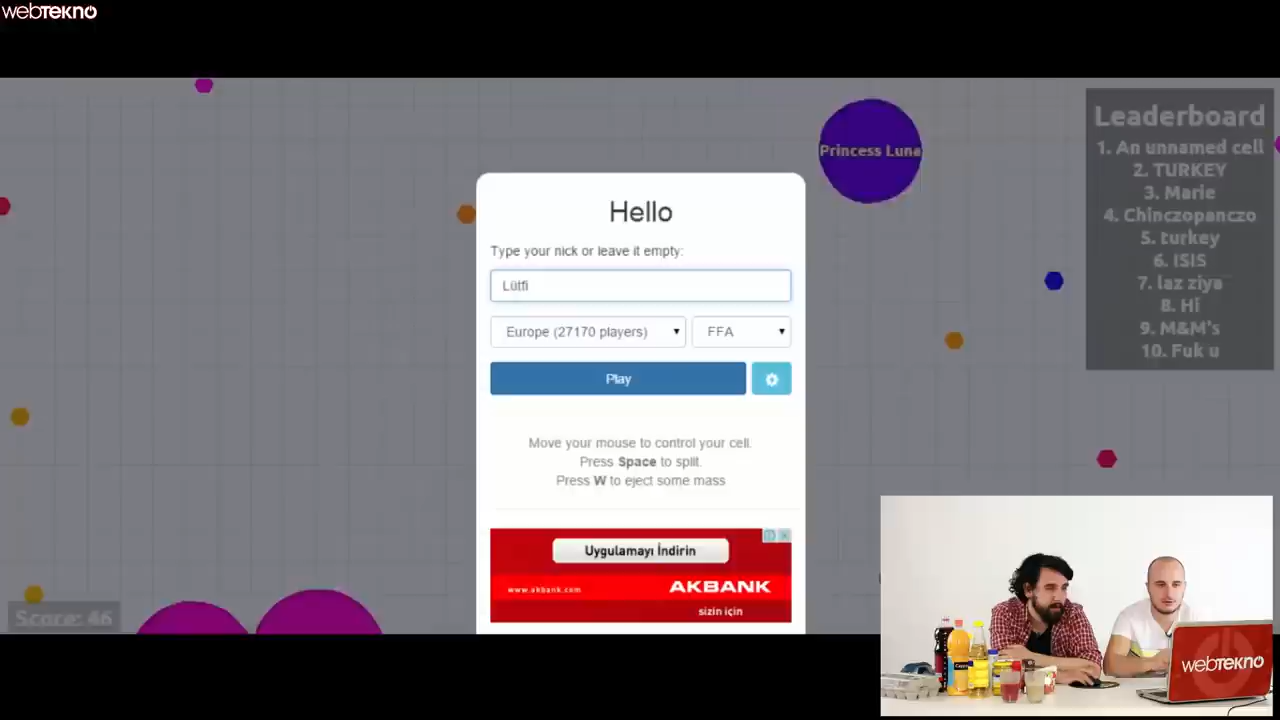 webTEKNO
Princess Luna
Leaderboard
1. An unnamed cell
2. TURKEY
3. Marie
4. Chinczopanczo
5. turkey
6. ISIS
7. laz ziya
8. Hi
9. M&M's
10. Fuk u
Hello
Type your nick or leave it empty:
Lütfi
Europe (27170 players)
FFA
Play
Move your mouse to control your cell.
Press Space to split.
Press W to eject some mass
Uygulamayı İndirin
www.akbank.com
AKBANK
sizin için
Score: 46
webTEKNO